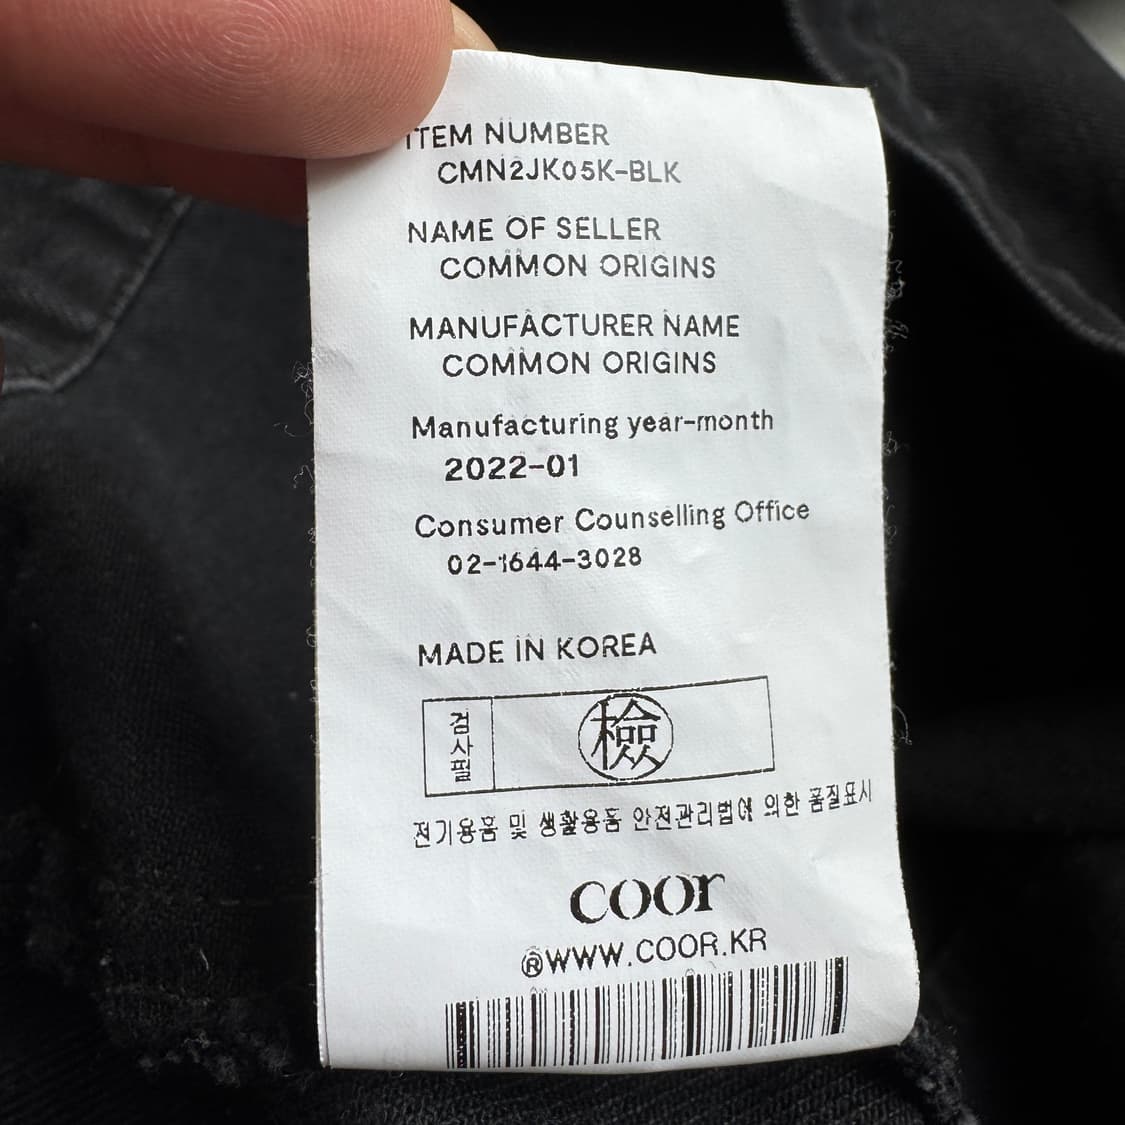 ITEM NUMBER
CMN2JK05K-BLK
NAME OF SELLER
COMMON ORIGINS
MANUFACTURER NAME
COMMON ORIGINS
Manufacturing year-month
2022-01
Consumer Counselling Office
02-1644-3028
MADE IN KOREA
검사필
檢
전기용품 및 생활용품 안전관리법에 의한 품질표시
coor
®WWW.COOR.KR